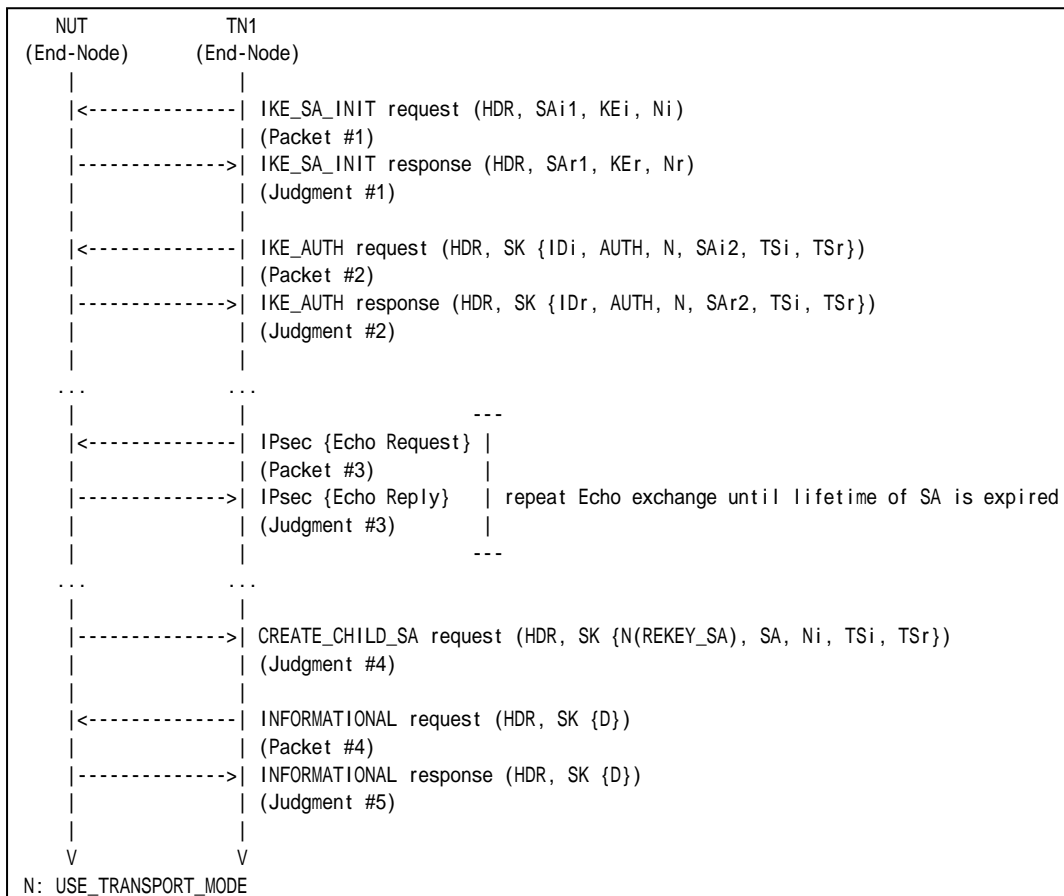 NUT TN1
(End-Node) (End-Node)
| |
|<--------------| IKE_SA_INIT request (HDR, SAi1, KEi, Ni)
| | (Packet #1)
|-------------->| IKE_SA_INIT response (HDR, SAr1, KEr, Nr)
| | (Judgment #1)
| |
|<--------------| IKE_AUTH request (HDR, SK {IDi, AUTH, N, SAi2, TSi, TSr})
| | (Packet #2)
|-------------->| IKE_AUTH response (HDR, SK {IDr, AUTH, N, SAr2, TSi, TSr})
| | (Judgment #2)
| |
... ...
| | ---
|<--------------| IPsec {Echo Request} |
| | (Packet #3) |
|-------------->| IPsec {Echo Reply} | repeat Echo exchange until lifetime of SA is expired
| | (Judgment #3) |
| | ---
... ...
| |
|-------------->| CREATE_CHILD_SA request (HDR, SK {N(REKEY_SA), SA, Ni, TSi, TSr})
| | (Judgment #4)
| |
|<--------------| INFORMATIONAL request (HDR, SK {D})
| | (Packet #4)
|-------------->| INFORMATIONAL response (HDR, SK {D})
| | (Judgment #5)
| |
V V
N: USE_TRANSPORT_MODE